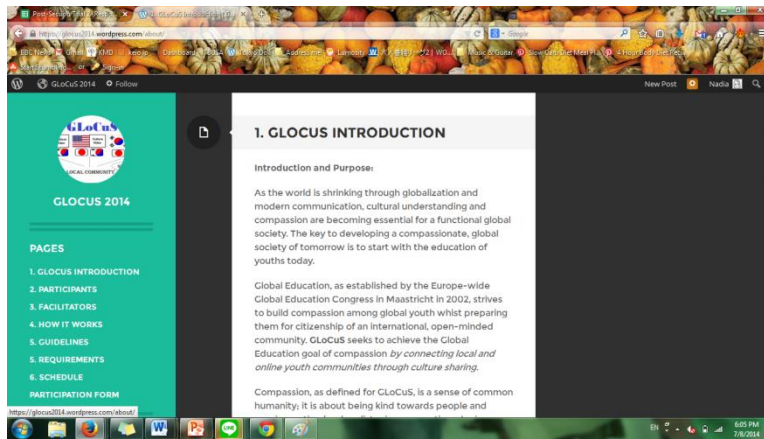 https://glocus2014.wordpress.com/about/
Google
GLoCuS 2014
Follow
New Post
Nadia
GLoCuS
LOCAL COMMUNITY
GLOCUS 2014
PAGES
1. GLOCUS INTRODUCTION
2. PARTICIPANTS
3. FACILITATORS
4. HOW IT WORKS
5. GUIDELINES
5. REQUIREMENTS
6. SCHEDULE
PARTICIPATION FORM
1. GLOCUS INTRODUCTION
Introduction and Purpose:
As the world is shrinking through globalization and
modern communication, cultural understanding and
compassion are becoming essential for a functional global
society. The key to developing a compassionate, global
society of tomorrow is to start with the education of
youths today.
Global Education, as established by the Europe-wide
Global Education Congress in Maastricht in 2002, strives
to build compassion among global youth whilst preparing
them for citizenship of an international, open-minded
community. GLoCuS seeks to achieve the Global
Education goal of compassion by connecting local and
online youth communities through culture sharing.
Compassion, as defined for GLoCuS, is a sense of common
humanity; it is about being kind towards people and
https://glocus2014.wordpress.com/about/
EN
6:05 PM
7/8/2014